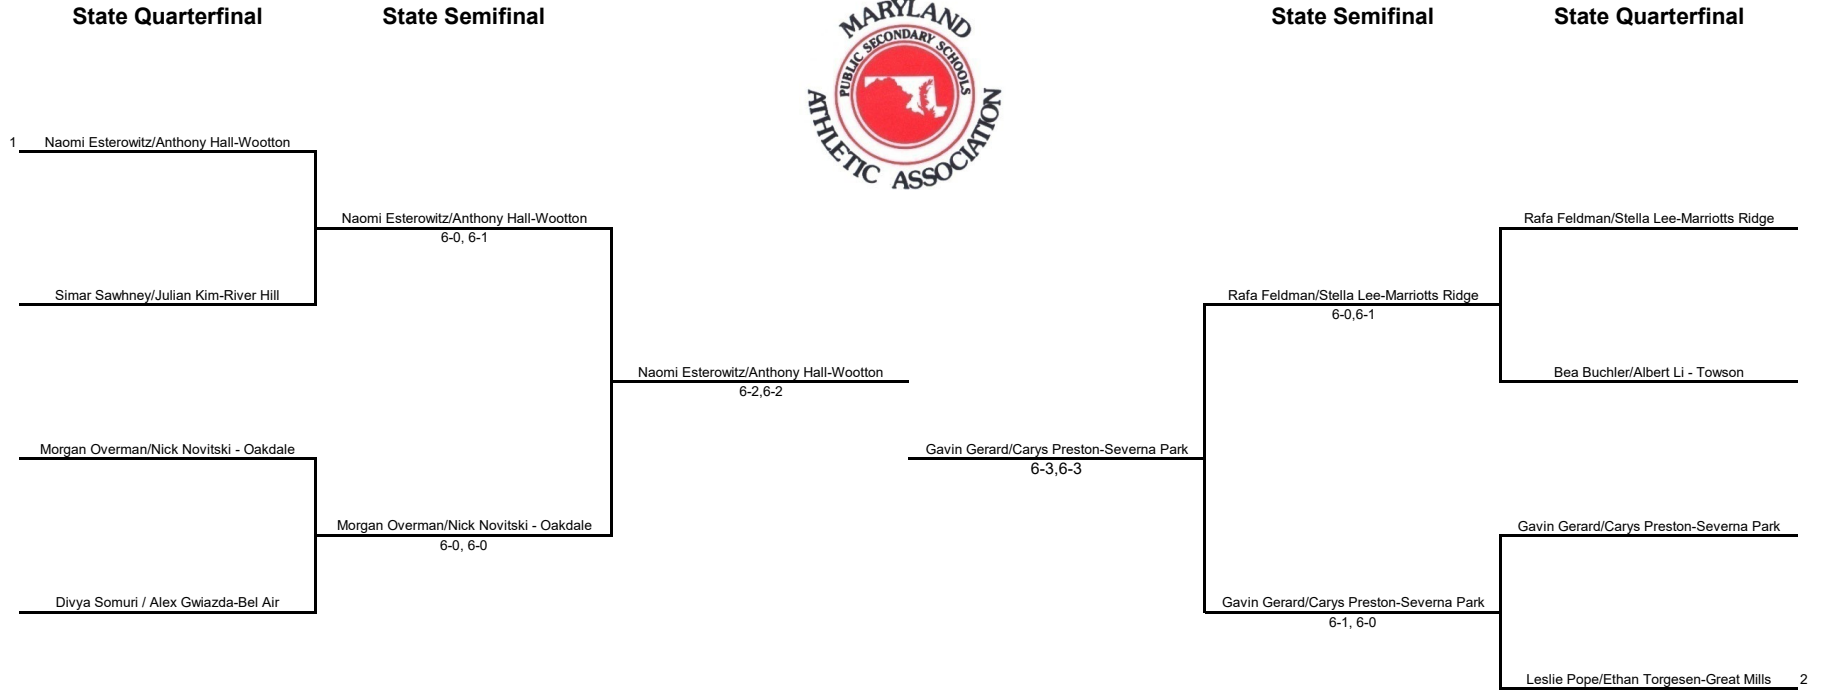 State Quarterfinal
State Semifinal
State Semifinal
State Quarterfinal
MARYLAND
PUBLIC SECONDARY SCHOOLS
ATHLETIC ASSOCIATION
1
Naomi Esterowitz/Anthony Hall-Wootton
Naomi Esterowitz/Anthony Hall-Wootton
6-0, 6-1
Simar Sawhney/Julian Kim-River Hill
Naomi Esterowitz/Anthony Hall-Wootton
6-2,6-2
Morgan Overman/Nick Novitski - Oakdale
Morgan Overman/Nick Novitski - Oakdale
6-0, 6-0
Divya Somuri / Alex Gwiazda-Bel Air
Gavin Gerard/Carys Preston-Severna Park
6-3,6-3
Rafa Feldman/Stella Lee-Marriotts Ridge
Rafa Feldman/Stella Lee-Marriotts Ridge
6-0,6-1
Bea Buchler/Albert Li - Towson
Gavin Gerard/Carys Preston-Severna Park
Gavin Gerard/Carys Preston-Severna Park
6-1, 6-0
Leslie Pope/Ethan Torgesen-Great Mills
2